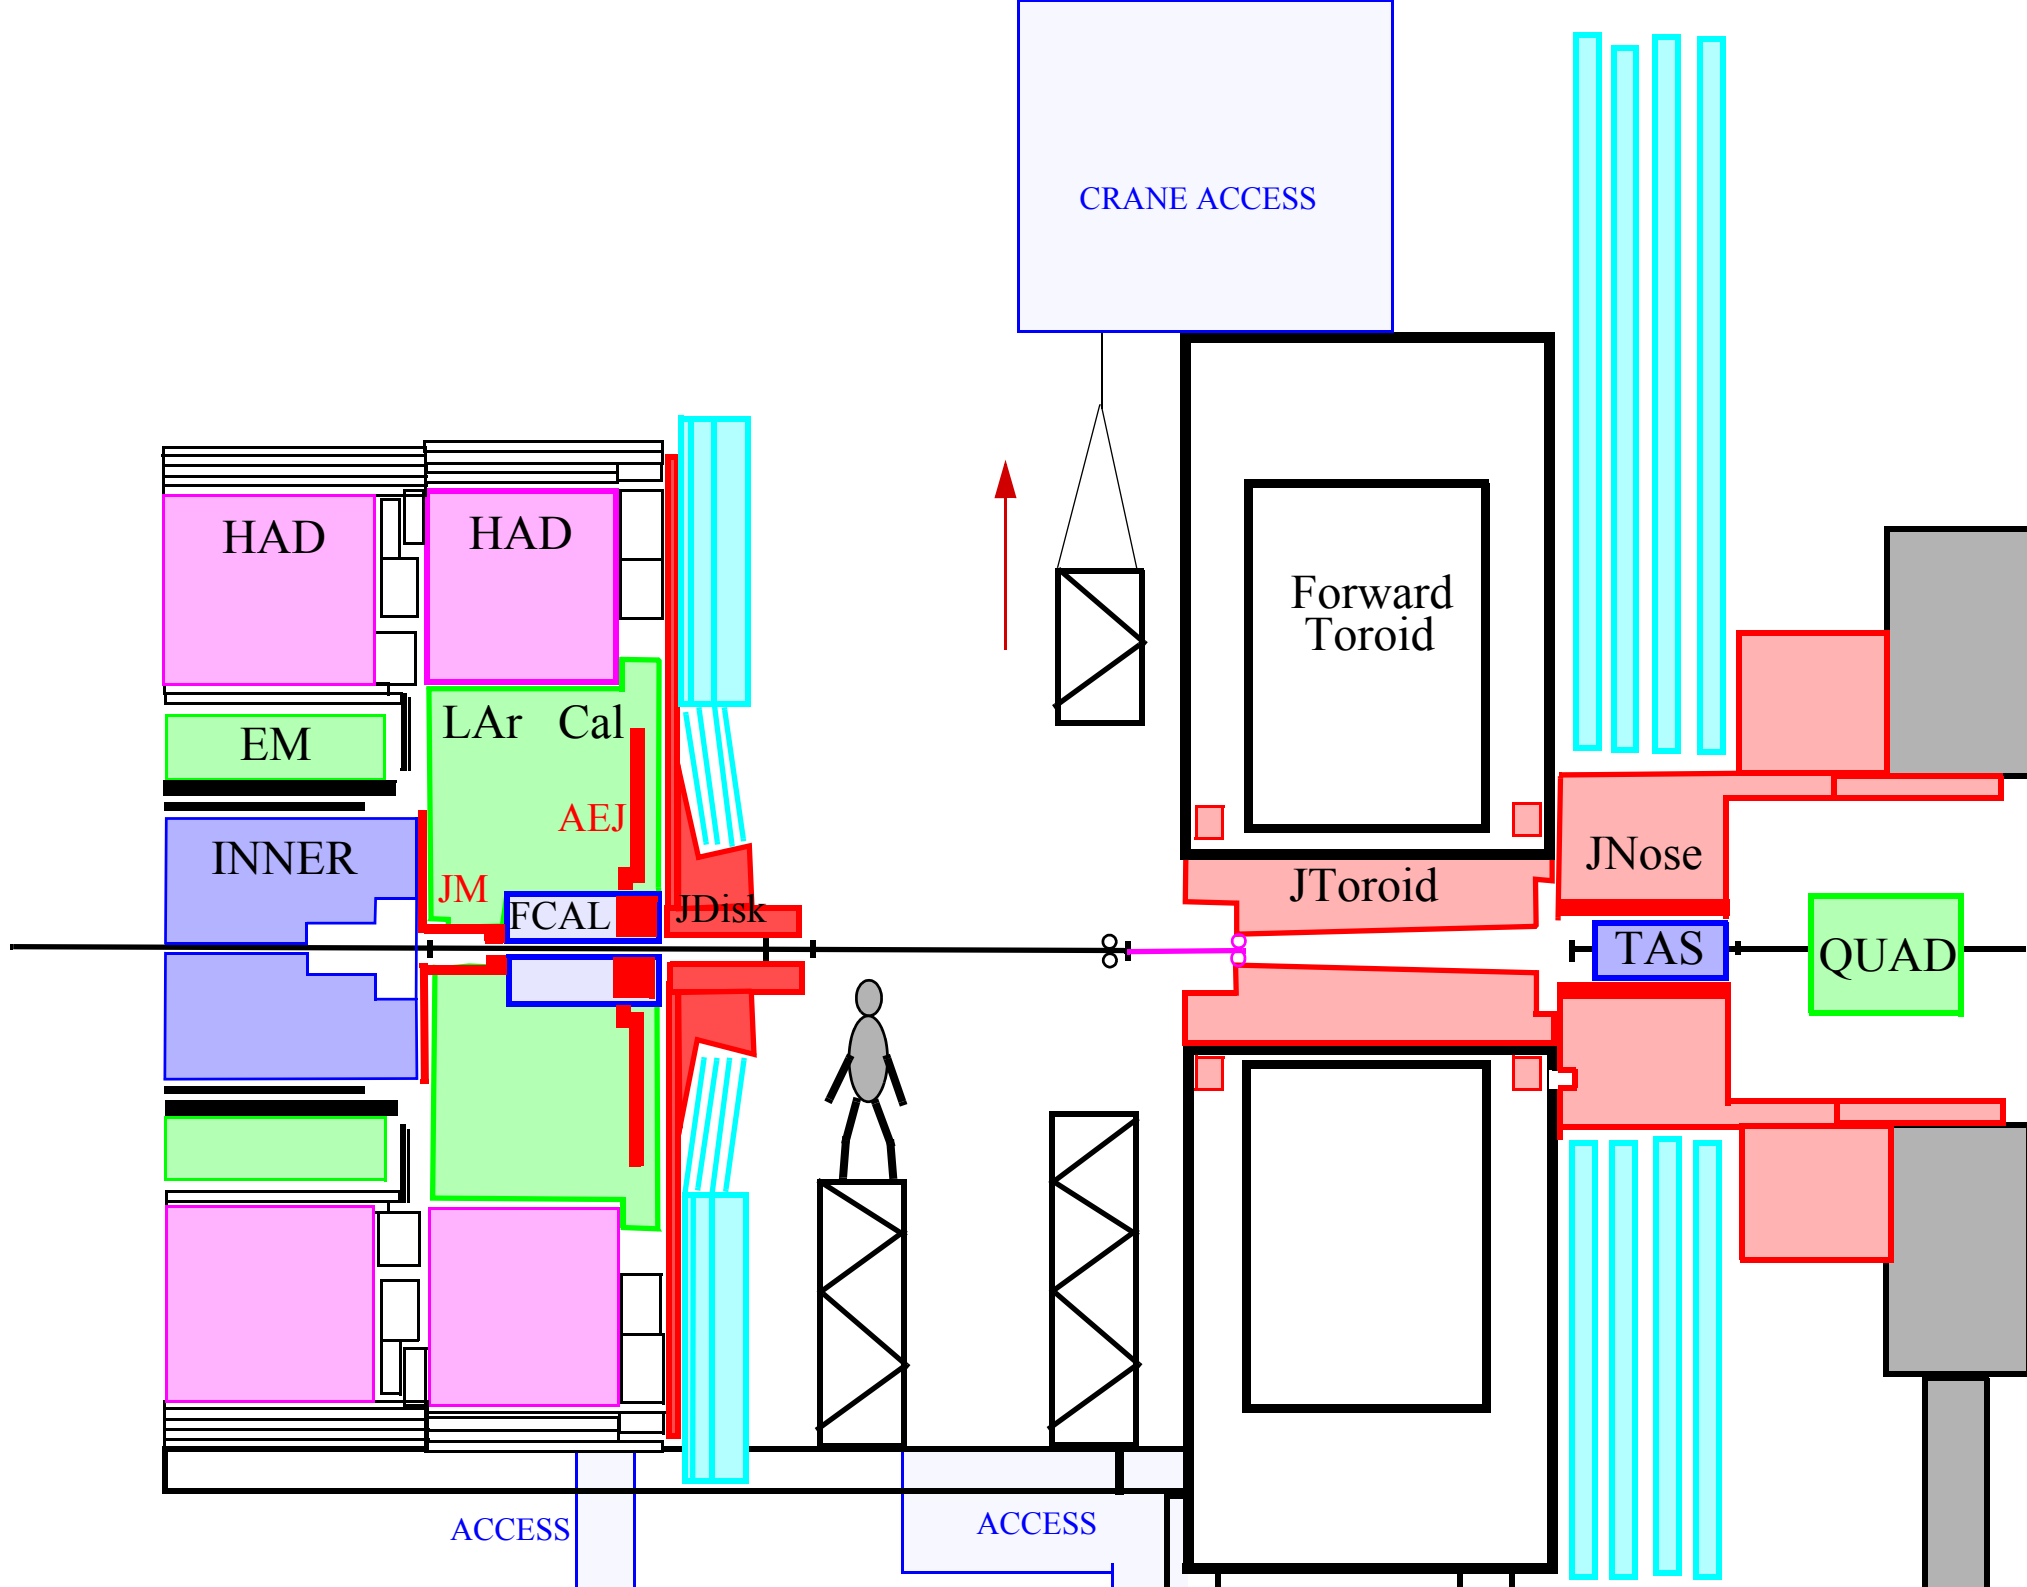 CRANE ACCESS
HAD
HAD
Forward
Toroid
LAr Cal
EM
AEJ
INNER
JM
FCAL
JDisk
JToroid
JNose
TAS
QUAD
ACCESS
ACCESS